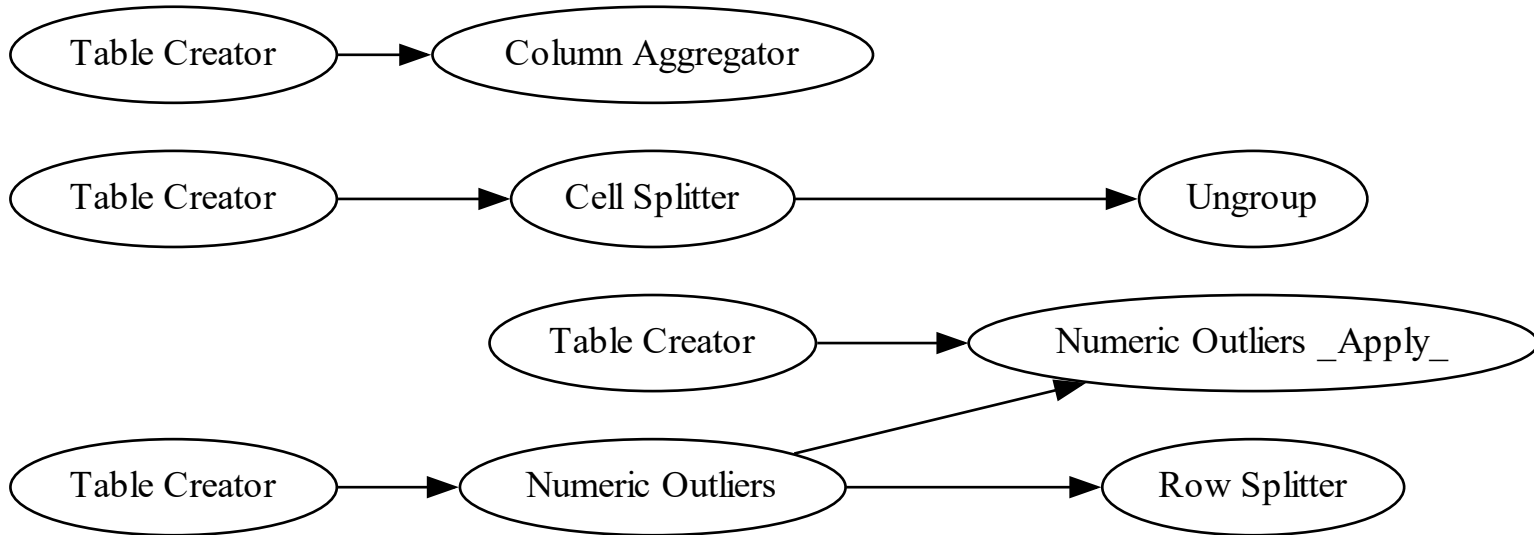 Table Creator
Column Aggregator
Table Creator
Cell Splitter
Ungroup
Table Creator
Numeric Outliers _Apply_
Table Creator
Numeric Outliers
Row Splitter